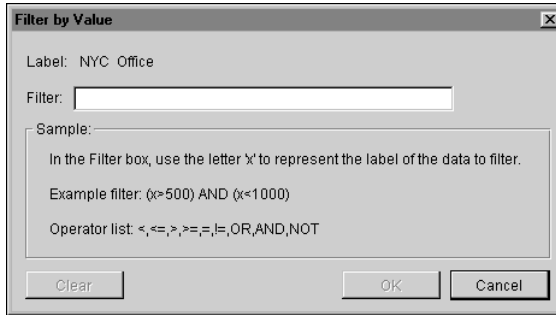 Filter by Value
Label: NYC Office
Filter:
Sample:
In the Filter box, use the letter 'x' to represent the label of the data to filter.
Example filter: (x>500) AND (x<1000)
Operator list: <,<=,>,>=,=,!=,OR,AND,NOT
Clear OK Cancel